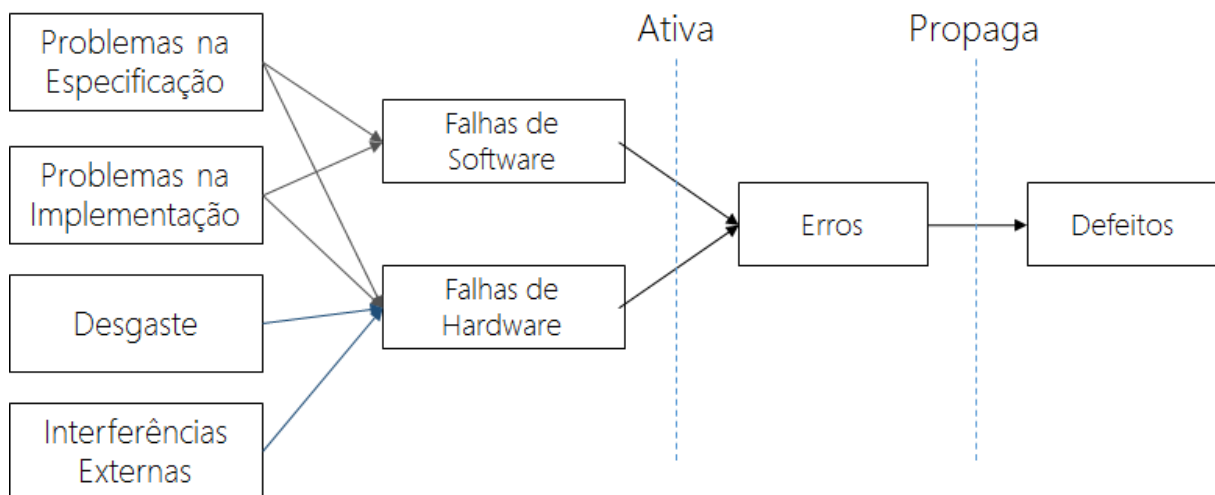 Problemas na
Especificação
Problemas na
Implementação
Desgaste
Interferências
Externas
Falhas de
Software
Falhas de
Hardware
Ativa
Erros
Propaga
Defeitos